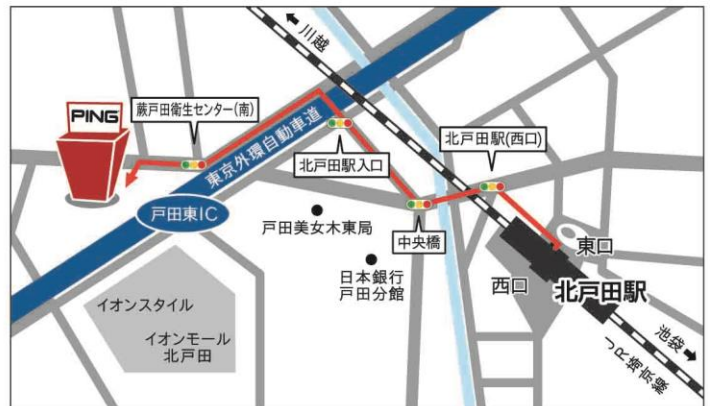 川越
PING
蕨戸田衛生センター(南)
東京外環自動車道
北戸田駅入口
北戸田駅(西口)
戸田東IC
戸田美女木東局
中央橋
日本銀行
戸田分館
東口
西口
北戸田駅
イオンスタイル
イオンモール
北戸田
池袋
JR埼京線